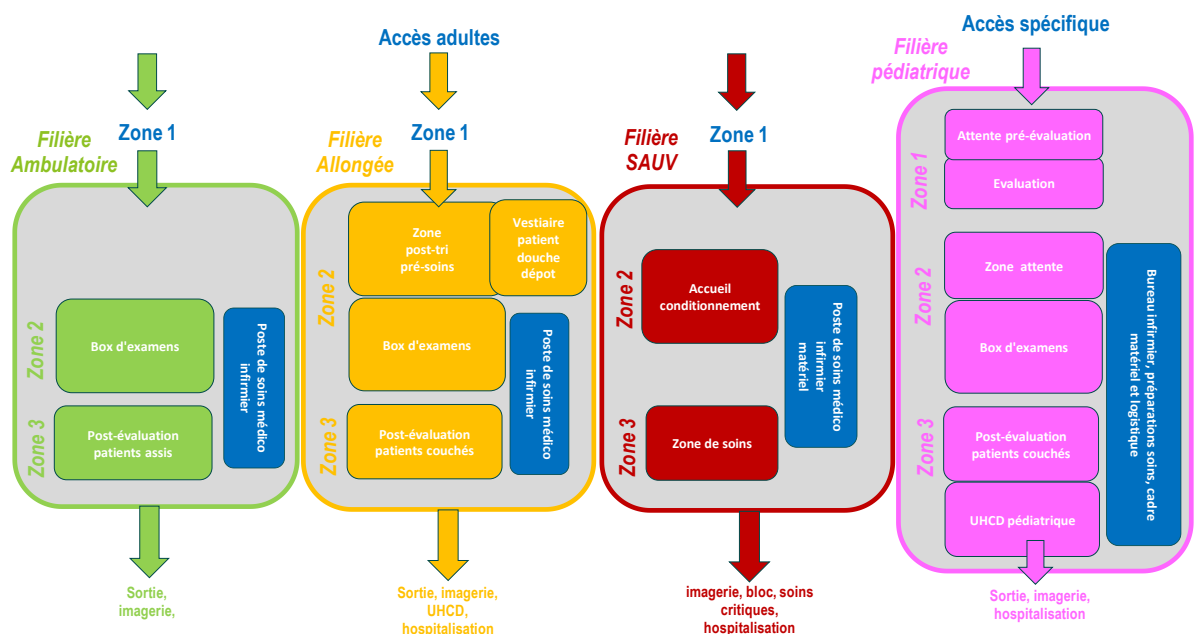 Accès adultes
Accès spécifique
Filière
Ambulatoire
Zone 1
Zone 2
Box d'examens
Zone 3
Post-évaluation
patients assis
Poste de soins médico
infirmier
Sortie,
imagerie,
Filière
Allongée
Zone 1
Zone 2
Zone
post-tri
pré-soins
Vestiaire
patient
douche
dépot
Box d'examens
Zone 3
Post-évaluation
patients couchés
Poste de soins médico
infirmier
Sortie, imagerie,
UHCD,
hospitalisation
Filière
SAUV
Zone 1
Zone 2
Accueil
conditionnement
Zone 3
Zone de soins
Poste de soins médico
infirmier
matériel
imagerie, bloc, soins
critiques,
hospitalisation
Filière
pédiatrique
Zone 1
Attente pré-évaluation
Evaluation
Zone 2
Zone attente
Box d'examens
Zone 3
Post-évaluation
patients couchés
UHCD pédiatrique
Bureau infirmier, préparations soins, cadre
matériel et logistique
Sortie, imagerie,
hospitalisation